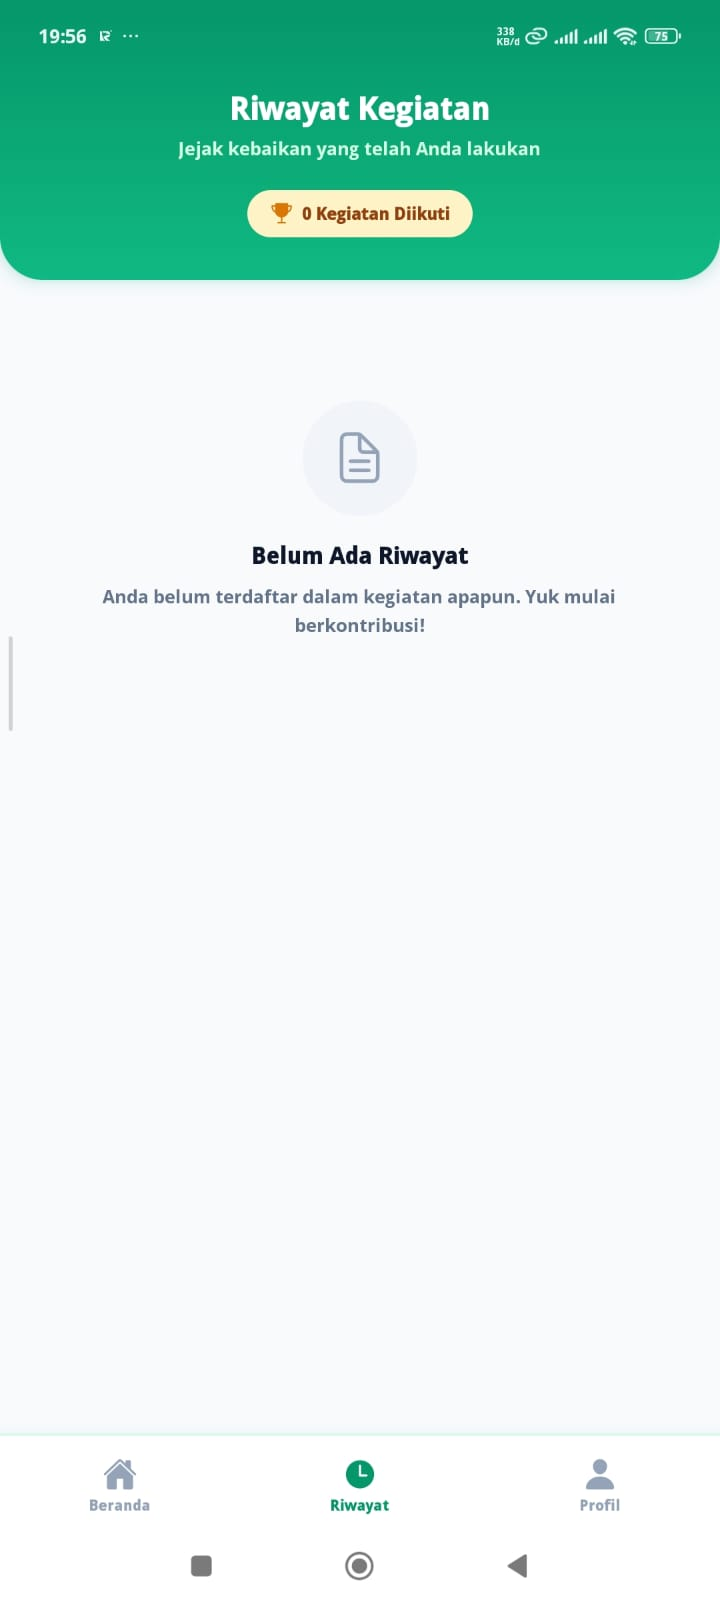 19:56 ... 338 KB/d 75
Riwayat Kegiatan
Jejak kebaikan yang telah Anda lakukan
0 Kegiatan Diikuti
Belum Ada Riwayat
Anda belum terdaftar dalam kegiatan apapun. Yuk mulai
berkontribusi!
Beranda Riwayat Profil